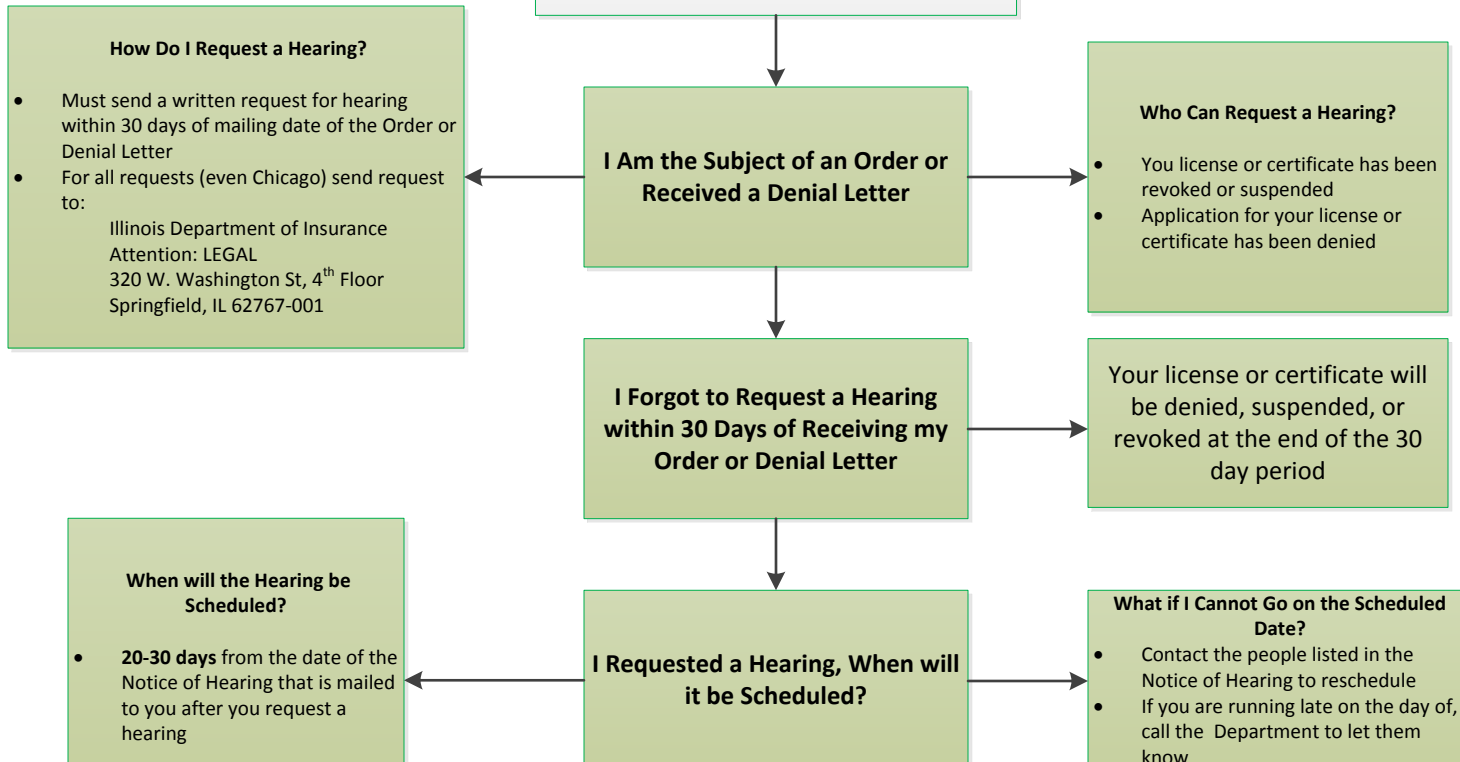 How Do I Request a Hearing?
• Must send a written request for hearing
within 30 days of mailing date of the Order or
Denial Letter
• For all requests (even Chicago) send request
to:
Illinois Department of Insurance
Attention: LEGAL
320 W. Washington St, 4th Floor
Springfield, IL 62767-001
I Am the Subject of an Order or
Received a Denial Letter
Who Can Request a Hearing?
• You license or certificate has been
revoked or suspended
• Application for your license or
certificate has been denied
I Forgot to Request a Hearing
within 30 Days of Receiving my
Order or Denial Letter
Your license or certificate will
be denied, suspended, or
revoked at the end of the 30
day period
When will the Hearing be
Scheduled?
• 20-30 days from the date of the
Notice of Hearing that is mailed
to you after you request a
hearing
I Requested a Hearing, When will
it be Scheduled?
What if I Cannot Go on the Scheduled
Date?
• Contact the people listed in the
Notice of Hearing to reschedule
• If you are running late on the day of,
call the Department to let them
know